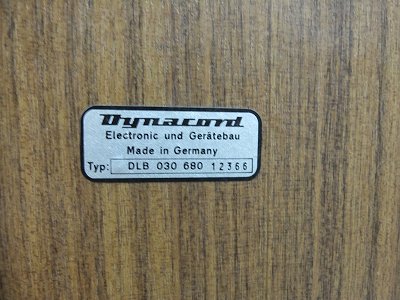 Dynacord
Electronic und Gerätebau
Made in Germany
Typ: DLB 030 680 12366